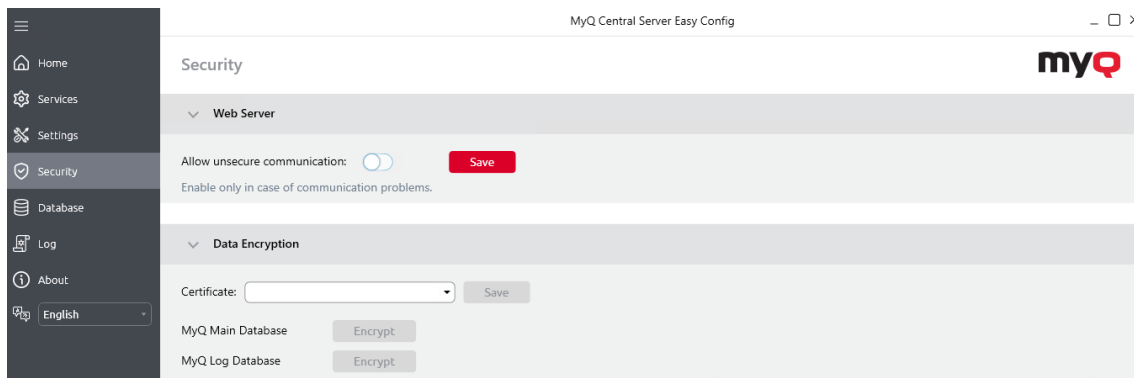 MyQ Central Server Easy Config
Home
Services
Settings
Security
Database
Log
About
English
Security
myQ
Web Server
Allow unsecure communication:
Save
Enable only in case of communication problems.
Data Encryption
Certificate:
Save
MyQ Main Database
Encrypt
MyQ Log Database
Encrypt